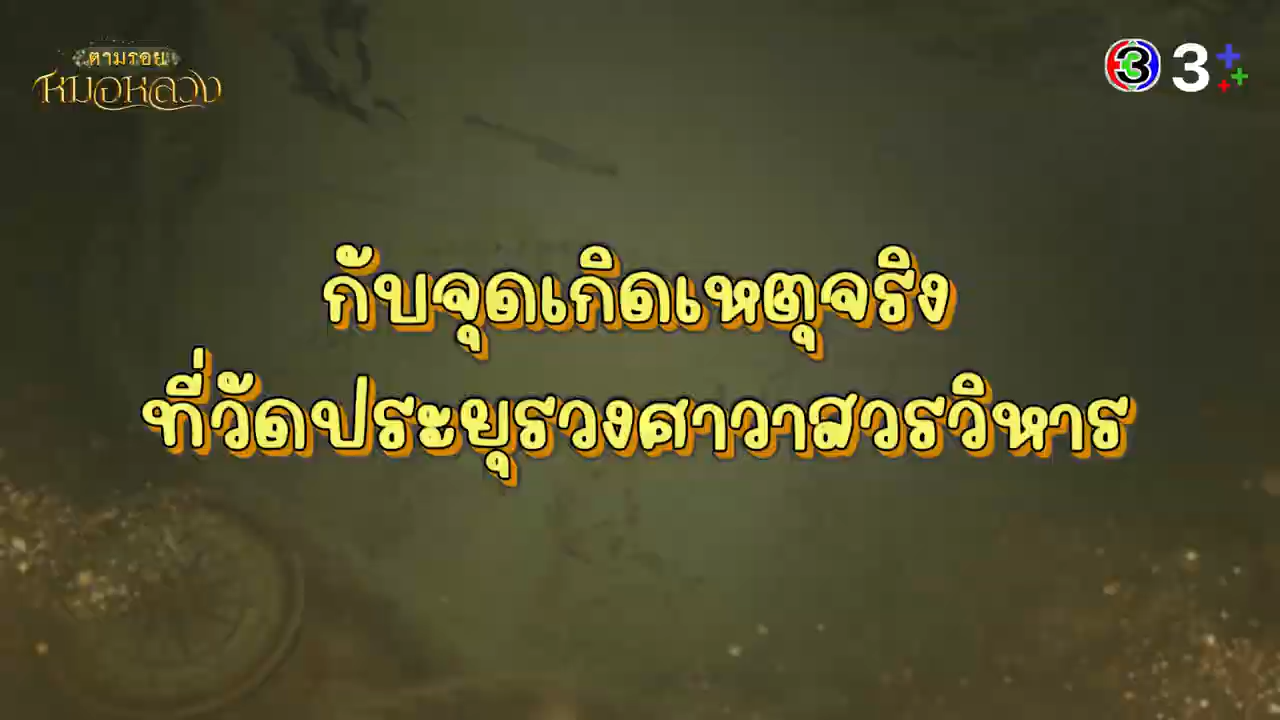 ตามรอย
หมอหลวง
3 3
กับจุดเกิดเหตุจริง
ที่วัดประยุรวงศาวาสวรวิหาร